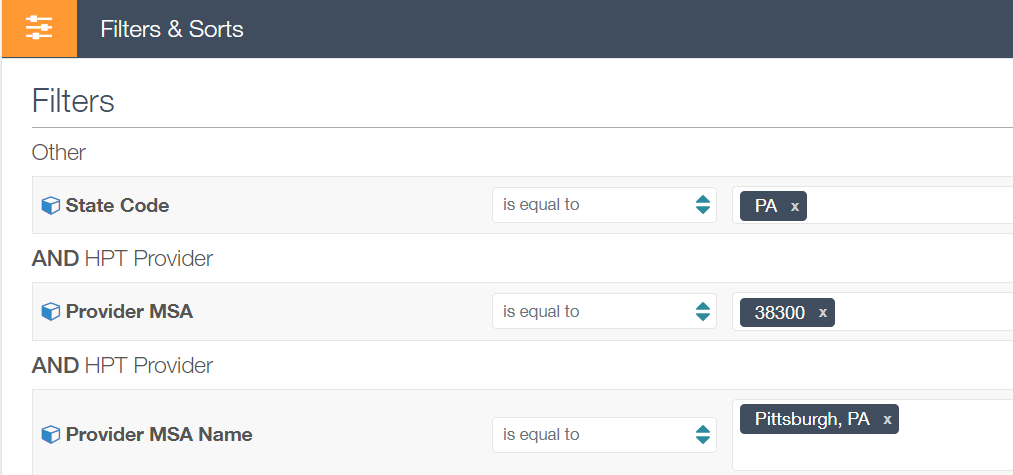 Filters & Sorts
Filters
Other
State Code is equal to PA x
AND HPT Provider
Provider MSA is equal to 38300 x
AND HPT Provider
Provider MSA Name is equal to Pittsburgh, PA x